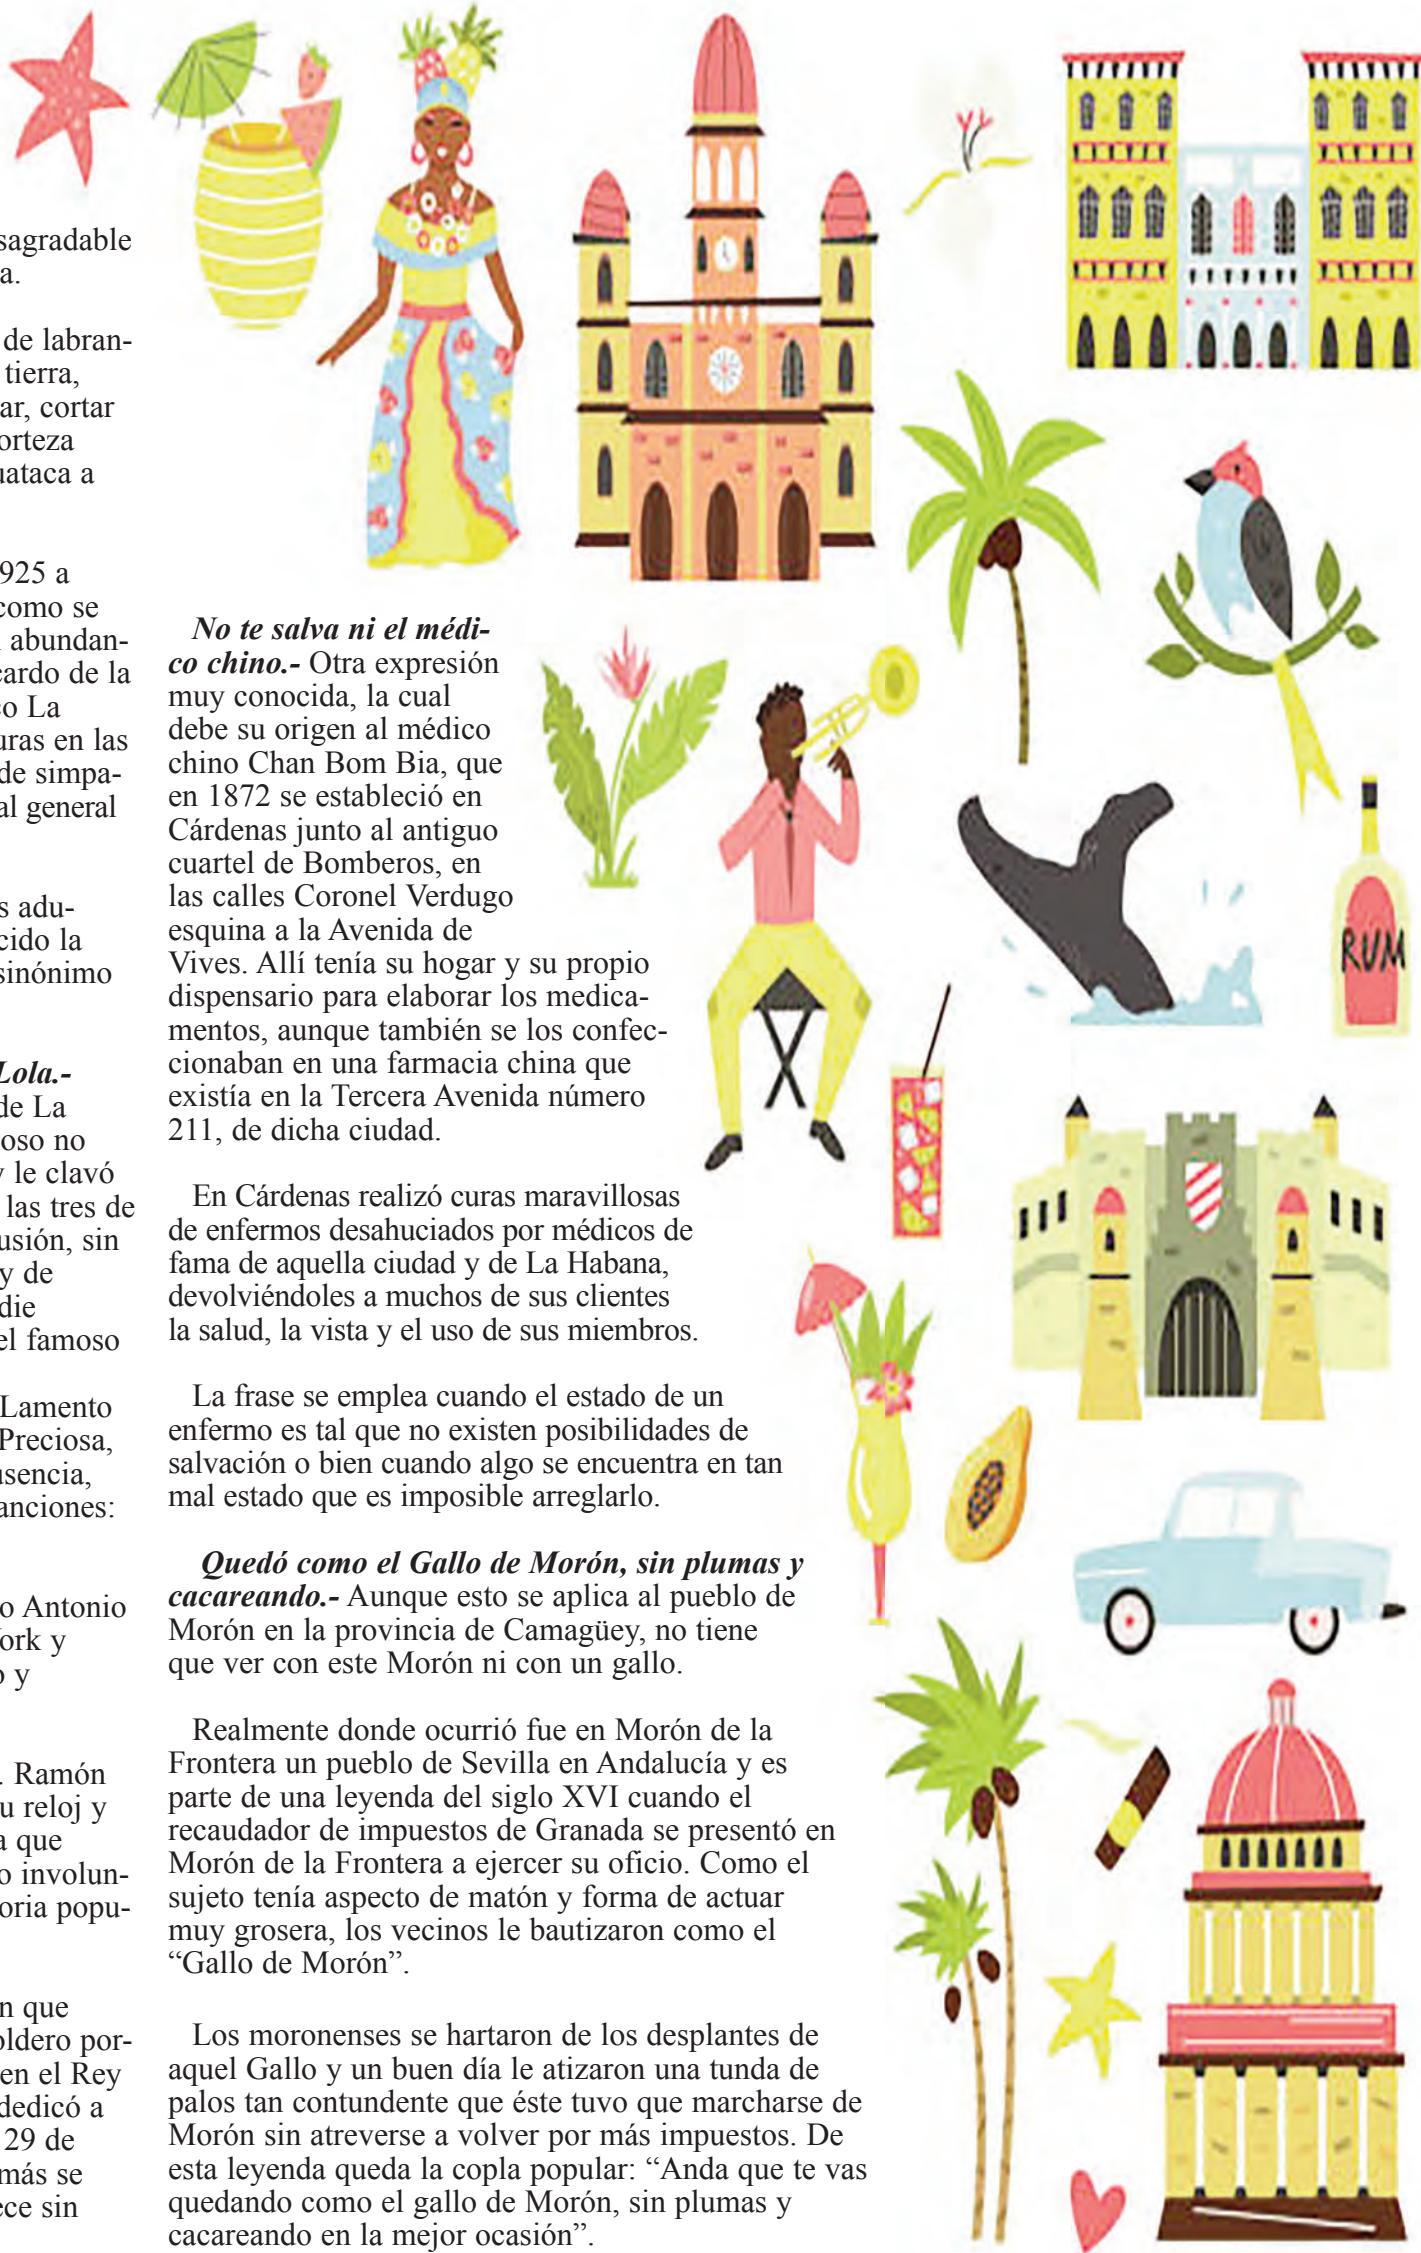 sagradable
a.
de labran-
tierra,
ar, cortar
orteza
uataca a
925 a
como se
abundan-
cardo de la
o La
uras en las
de simpa-
al general
s adu-
cido la
sinónimo
Lola.-
de La
oso no
y le clavó
las tres de
usión, sin
y de
die
el famoso
Lamento
Preciosa,
usencia,
anciones:
o Antonio
York y
o y
. Ramón
u reloj y
a que
o involun-
oria popu-
n que
oldero por-
en el Rey
dedicó a
29 de
más se
ece sin
No te salva ni el médi-
co chino.- Otra expresión
muy conocida, la cual
debe su origen al médico
chino Chan Bom Bia, que
en 1872 se estableció en
Cárdenas junto al antiguo
cuartel de Bomberos, en
las calles Coronel Verdugo
esquina a la Avenida de
Vives. Allí tenía su hogar y su propio
dispensario para elaborar los medica-
mentos, aunque también se los confec-
cionaban en una farmacia china que
existía en la Tercera Avenida número
211, de dicha ciudad.
En Cárdenas realizó curas maravillosas
de enfermos desahuciados por médicos de
fama de aquella ciudad y de La Habana,
devolviéndoles a muchos de sus clientes
la salud, la vista y el uso de sus miembros.
La frase se emplea cuando el estado de un
enfermo es tal que no existen posibilidades de
salvación o bien cuando algo se encuentra en tan
mal estado que es imposible arreglarlo.
Quedó como el Gallo de Morón, sin plumas y
cacareando.- Aunque esto se aplica al pueblo de
Morón en la provincia de Camagüey, no tiene
que ver con este Morón ni con un gallo.
Realmente donde ocurrió fue en Morón de la
Frontera un pueblo de Sevilla en Andalucía y es
parte de una leyenda del siglo XVI cuando el
recaudador de impuestos de Granada se presentó en
Morón de la Frontera a ejercer su oficio. Como el
sujeto tenía aspecto de matón y forma de actuar
muy grosera, los vecinos le bautizaron como el
“Gallo de Morón”.
Los moronenses se hartaron de los desplantes de
aquel Gallo y un buen día le atizaron una tunda de
palos tan contundente que éste tuvo que marcharse de
Morón sin atreverse a volver por más impuestos. De
esta leyenda queda la copla popular: “Anda que te vas
quedando como el gallo de Morón, sin plumas y
cacareando en la mejor ocasión”.
RUM